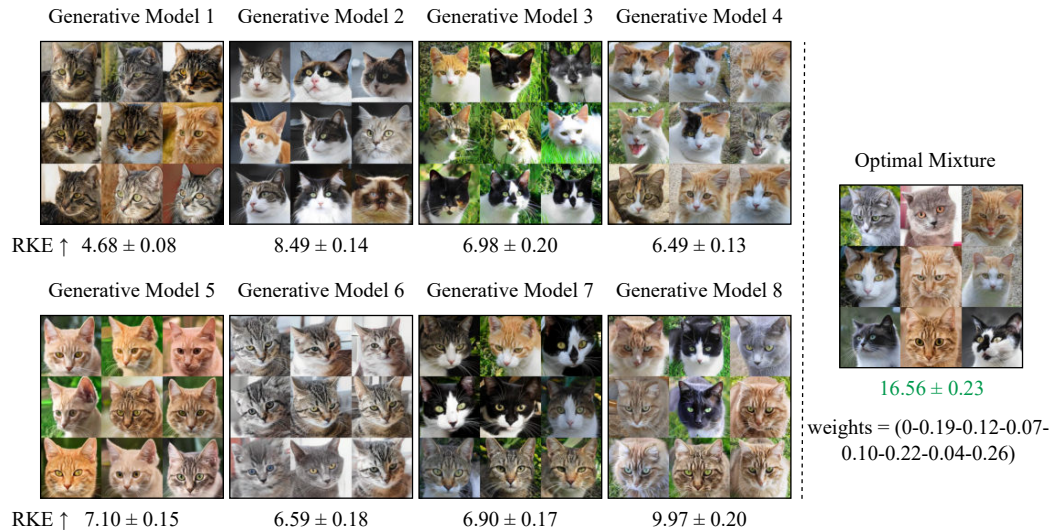 Generative Model 1 Generative Model 2 Generative Model 3 Generative Model 4
RKE ↑ 4.68 ± 0.08 8.49 ± 0.14 6.98 ± 0.20 6.49 ± 0.13
Generative Model 5 Generative Model 6 Generative Model 7 Generative Model 8
RKE ↑ 7.10 ± 0.15 6.59 ± 0.18 6.90 ± 0.17 9.97 ± 0.20
Optimal Mixture
16.56 ± 0.23
weights = (0-0.19-0.12-0.07-
0.10-0.22-0.04-0.26)